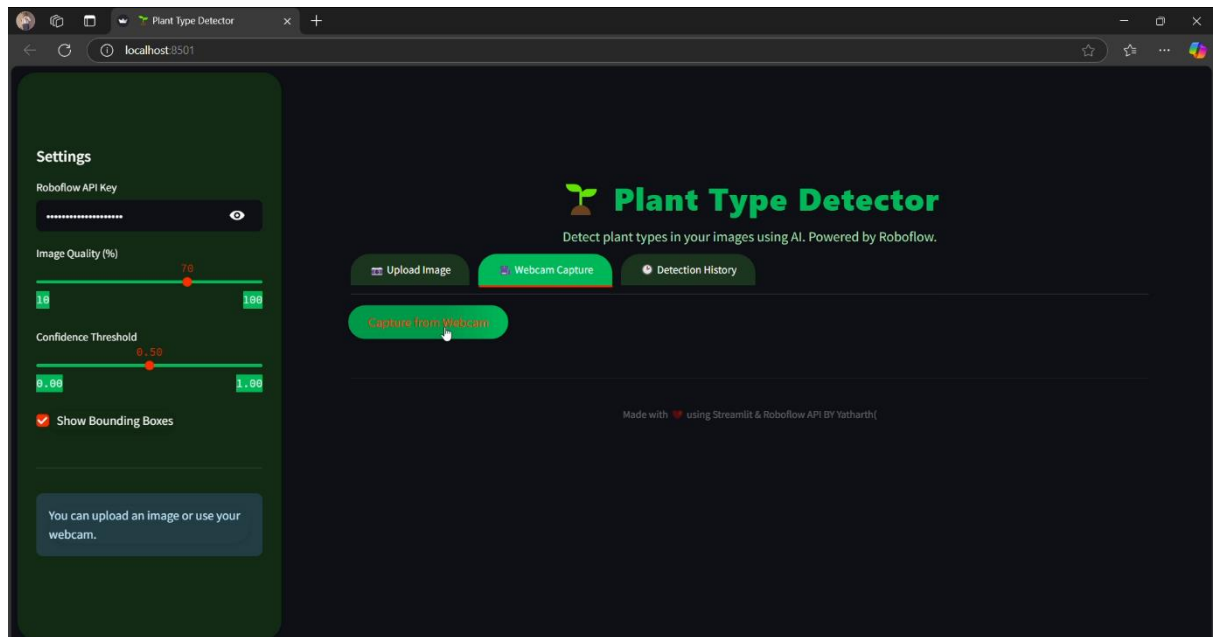 Plant Type Detector
localhost:8501
Settings
Roboflow API Key
Image Quality (%)
70
10 100
Confidence Threshold
0.50
0.00 1.00
Show Bounding Boxes
You can upload an image or use your
webcam.
Plant Type Detector
Detect plant types in your images using AI. Powered by Roboflow.
Upload Image Webcam Capture Detection History
Capture from Webcam
Made with ❤ using Streamlit & Roboflow API BY Yatharth(